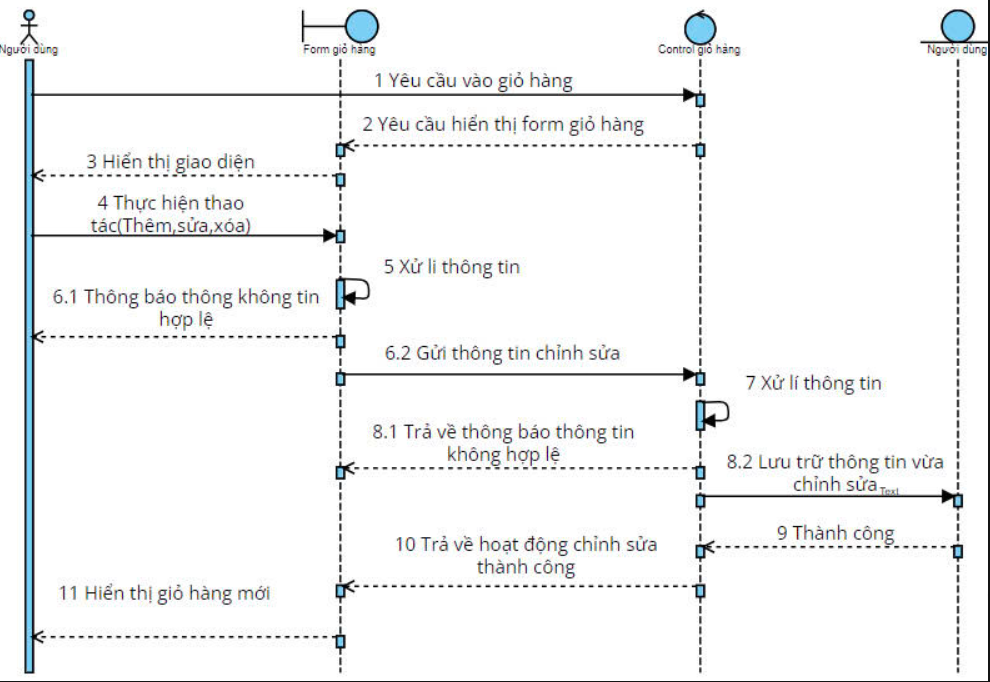 Người dùng
Form giỏ hàng
Control giỏ hàng
Người dùng
1 Yêu cầu vào giỏ hàng
2 Yêu cầu hiển thị form giỏ hàng
3 Hiển thị giao diện
4 Thực hiện thao
tác(Thêm,sửa,xóa)
5 Xử li thông tin
6.1 Thông báo thông không tin
hợp lệ
6.2 Gửi thông tin chỉnh sửa
7 Xử lí thông tin
8.1 Trả về thông báo thông tin
không hợp lệ
8.2 Lưu trữ thông tin vừa
chỉnh sửa
Text
9 Thành công
10 Trả về hoạt động chỉnh sửa
thành công
11 Hiển thị giỏ hàng mới